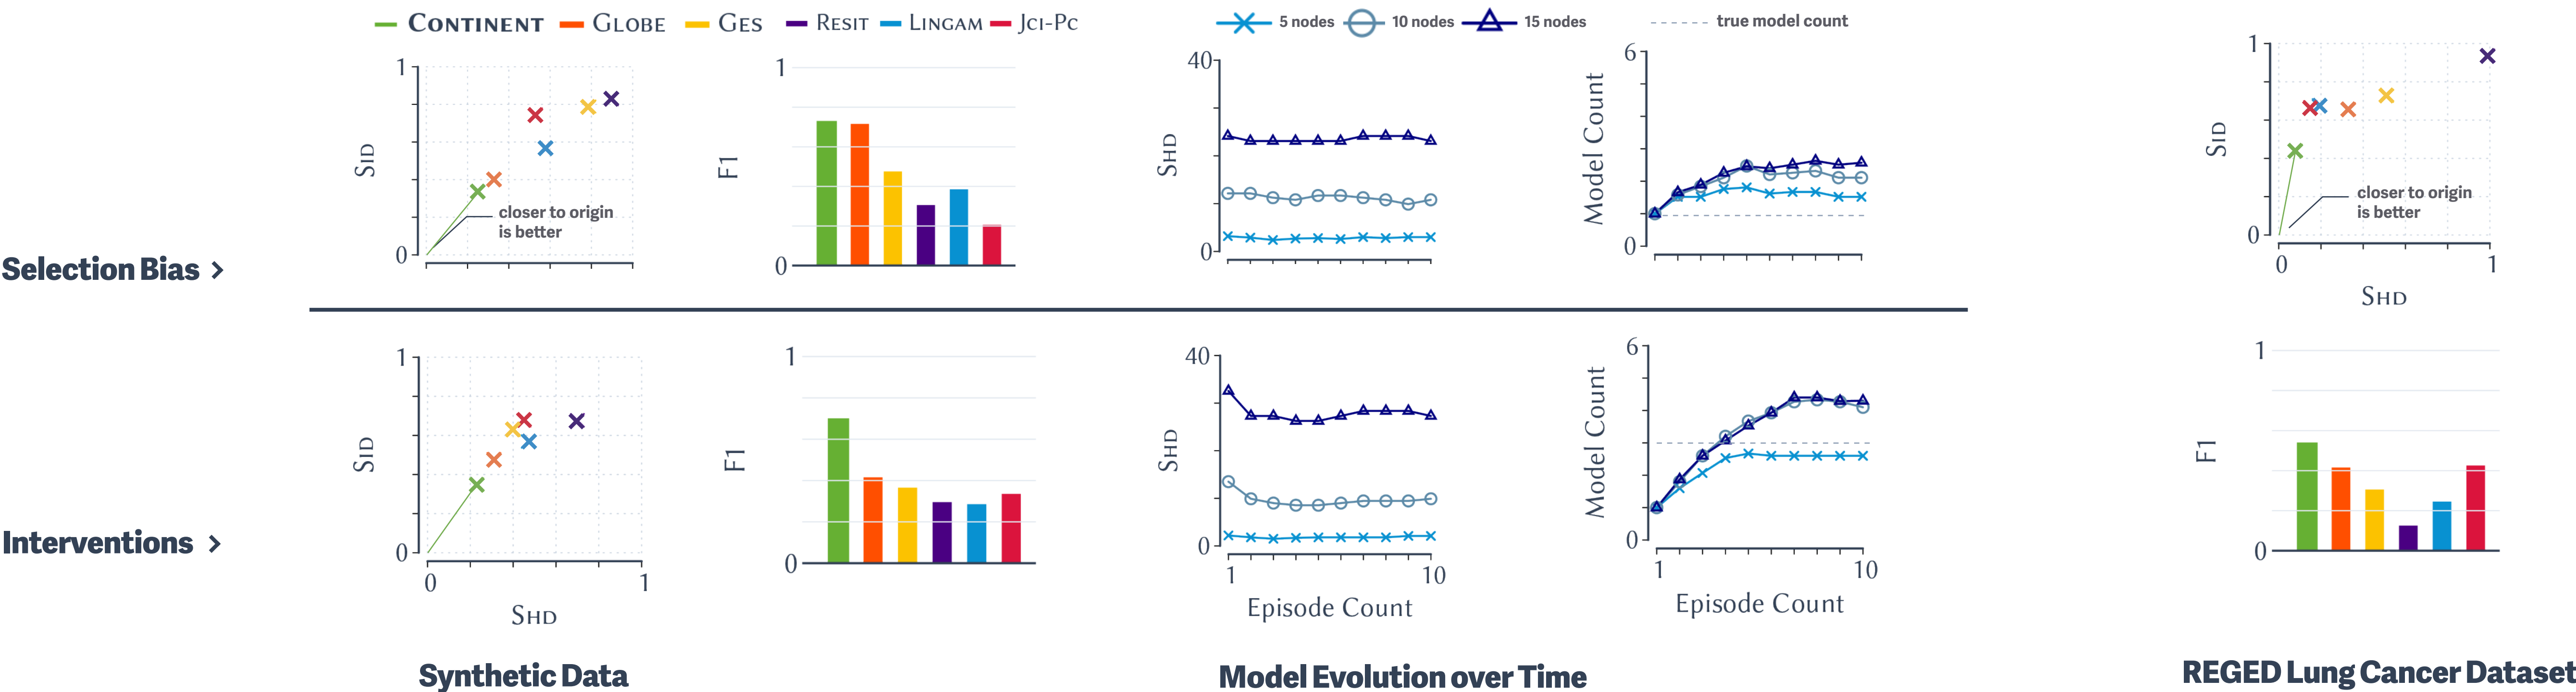 CONTINENT GLOBE GES RESIT LINGAM JCI-PC
5 nodes 10 nodes 15 nodes true model count
1
SID
0
closer to origin
is better
1
F1
0
40
SHD
0
6
Model Count
0
1
SID
0
closer to origin
is better
0 1
SHD
Selection Bias >
1
SID
0
0 1
SHD
1
F1
0
40
SHD
0
1 10
Episode Count
6
Model Count
0
1 10
Episode Count
1
F1
0
Interventions >
Synthetic Data
Model Evolution over Time
REGED Lung Cancer Dataset